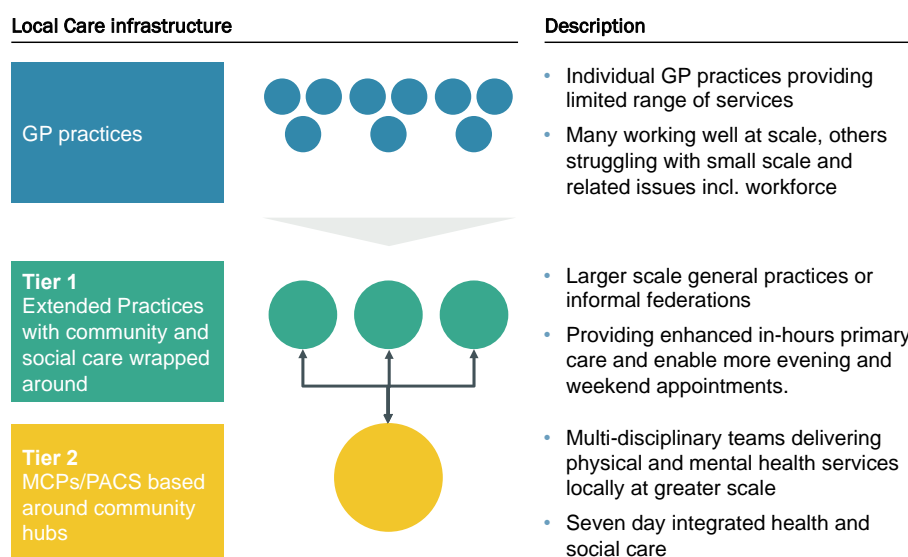 Local Care infrastructure
Description
GP practices
• Individual GP practices providing
limited range of services
• Many working well at scale, others
struggling with small scale and
related issues incl. workforce
Tier 1
Extended Practices
with community and
social care wrapped
around
• Larger scale general practices or
informal federations
• Providing enhanced in-hours primary
care and enable more evening and
weekend appointments.
Tier 2
MCPs/PACS based
around community
hubs
• Multi-disciplinary teams delivering
physical and mental health services
locally at greater scale
• Seven day integrated health and
social care